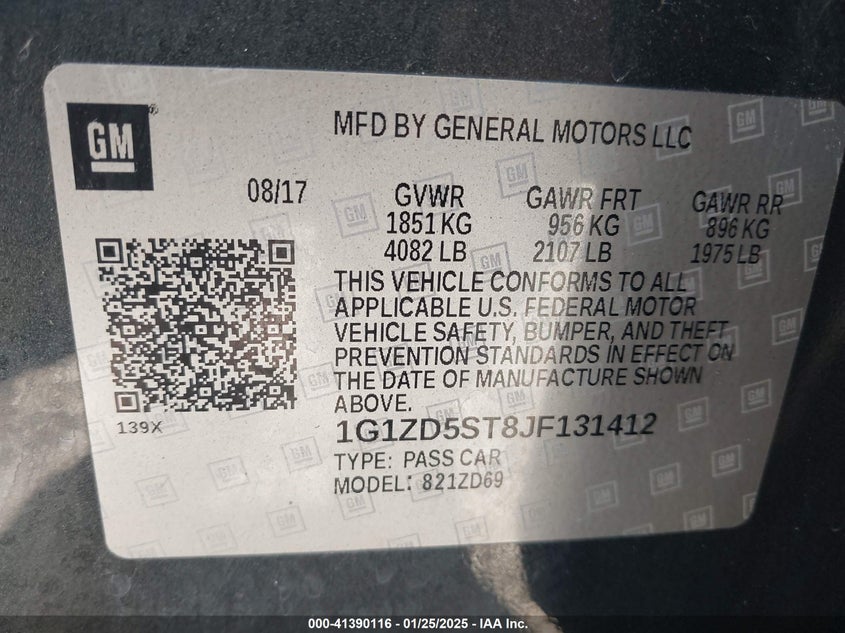 GM
MFD BY GENERAL MOTORS LLC
08/17
GVWR
1851 KG
4082 LB
GAWR FRT
956 KG
2107 LB
GAWR RR
896 KG
1975 LB
THIS VEHICLE CONFORMS TO ALL
APPLICABLE U.S. FEDERAL MOTOR
VEHICLE SAFETY, BUMPER, AND THEFT
PREVENTION STANDARDS IN EFFECT ON
THE DATE OF MANUFACTURE SHOWN
ABOVE.
139X
1G1ZD5ST8JF131412
TYPE: PASS CAR
MODEL: 821ZD69
000-41390116 - 01/25/2025 - IAA Inc.